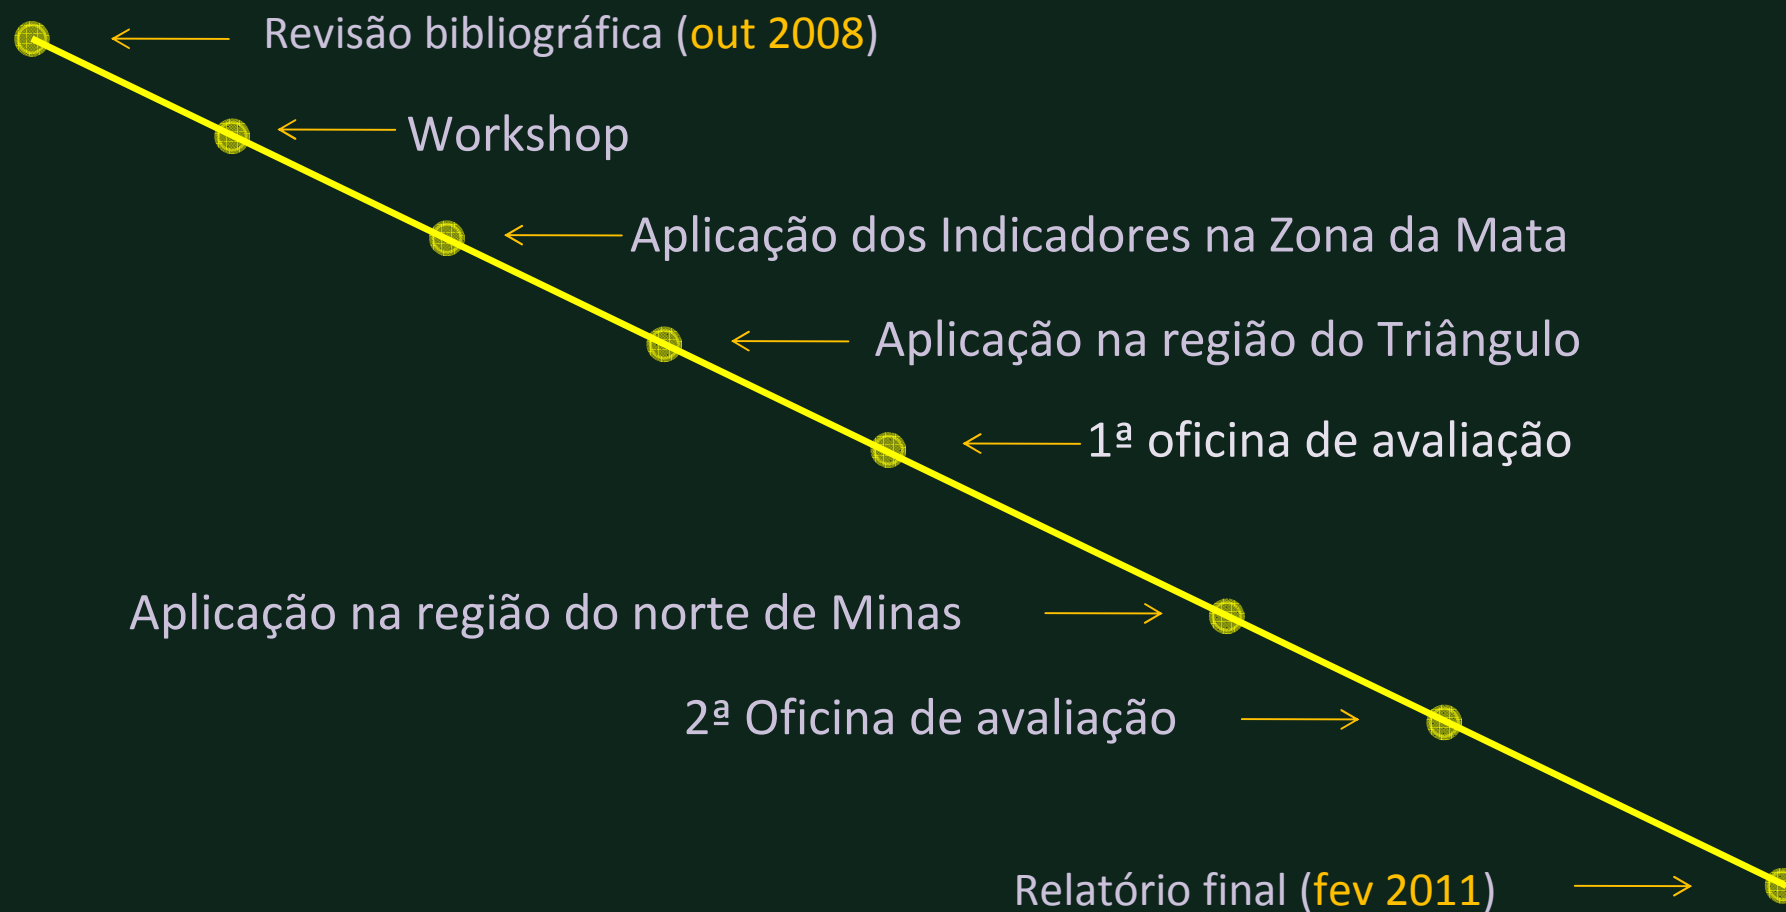 Revisão bibliográfica (out 2008)
Workshop
Aplicação dos Indicadores na Zona da Mata
Aplicação na região do Triângulo
1ª oficina de avaliação
Aplicação na região do norte de Minas
2ª Oficina de avaliação
Relatório final (fev 2011)